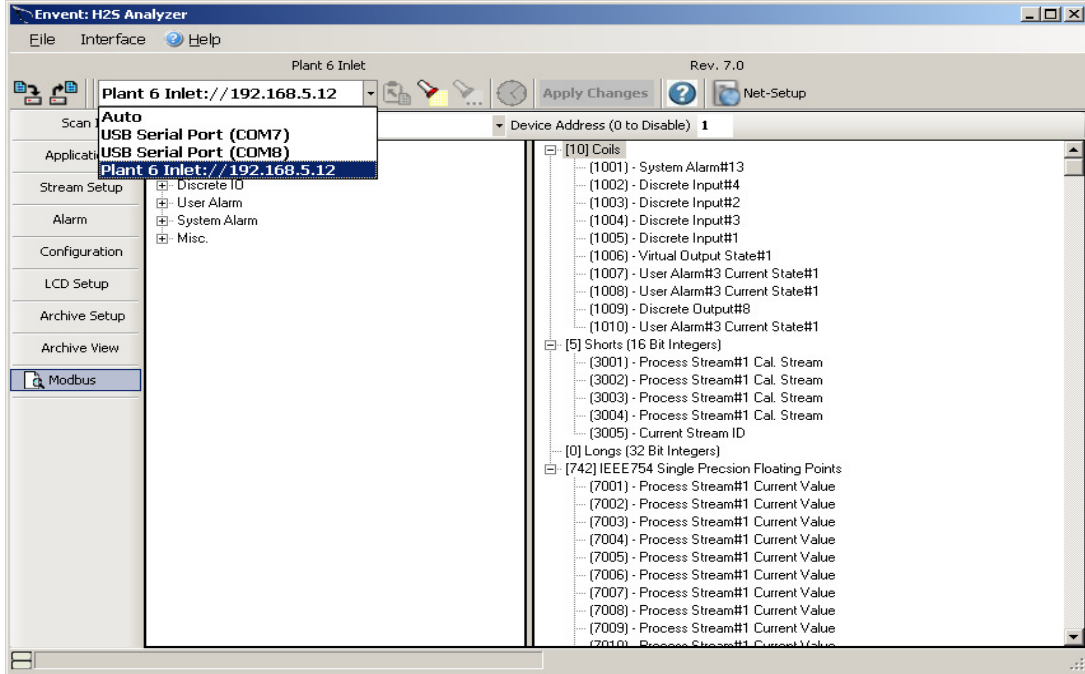 Envent: H2S Analyzer
File Interface Help
Plant 6 Inlet Rev. 7.0
Plant 6 Inlet://192.168.5.12 Apply Changes Net-Setup
Auto
USB Serial Port (COM7)
USB Serial Port (COM8)
Plant 6 Inlet://192.168.5.12
Scan
Device Address (0 to Disable) 1
Applicati
Stream Setup
Alarm
Configuration
LCD Setup
Archive Setup
Archive View
Modbus
Discrete IO
User Alarm
System Alarm
Misc.
[10] Coils
(1001) - System Alarm#13
(1002) - Discrete Input#4
(1003) - Discrete Input#2
(1004) - Discrete Input#3
(1005) - Discrete Input#1
(1006) - Virtual Output State#1
(1007) - User Alarm#3 Current State#1
(1008) - User Alarm#3 Current State#1
(1009) - Discrete Output#8
(1010) - User Alarm#3 Current State#1
[5] Shorts (16 Bit Integers)
(3001) - Process Stream#1 Cal. Stream
(3002) - Process Stream#1 Cal. Stream
(3003) - Process Stream#1 Cal. Stream
(3004) - Process Stream#1 Cal. Stream
(3005) - Current Stream ID
[0] Longs (32 Bit Integers)
[742] IEEE754 Single Precsion Floating Points
(7001) - Process Stream#1 Current Value
(7002) - Process Stream#1 Current Value
(7003) - Process Stream#1 Current Value
(7004) - Process Stream#1 Current Value
(7005) - Process Stream#1 Current Value
(7006) - Process Stream#1 Current Value
(7007) - Process Stream#1 Current Value
(7008) - Process Stream#1 Current Value
(7009) - Process Stream#1 Current Value
(7010) - Process Stream#1 Current Value